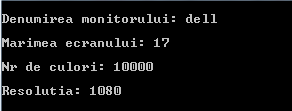 Denumirea monitorului: dell
Marimea ecranului: 17
Nr de culori: 10000
Resolutia: 1080